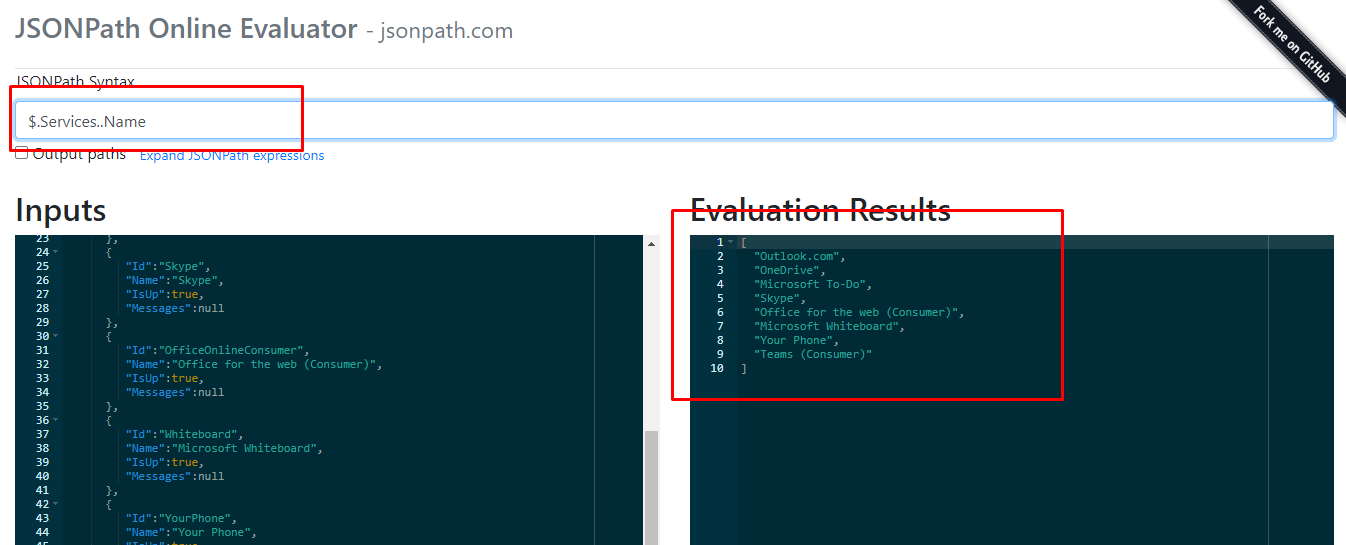 JSONPath Online Evaluator - jsonpath.com
Fork me on GitHub
JSONPath Syntax
$.Services..Name
Output paths Expand JSONPath expressions
Inputs
23 },
24 {
25 "Id":"Skype",
26 "Name":"Skype",
27 "IsUp":true,
28 "Messages":null
29 },
30 {
31 "Id":"OfficeOnlineConsumer",
32 "Name":"Office for the web (Consumer)",
33 "IsUp":true,
34 "Messages":null
35 },
36 {
37 "Id":"Whiteboard",
38 "Name":"Microsoft Whiteboard",
39 "IsUp":true,
40 "Messages":null
41 },
42 {
43 "Id":"YourPhone",
44 "Name":"Your Phone",
45 "IsUp":true
Evaluation Results
1 [
2 "Outlook.com",
3 "OneDrive",
4 "Microsoft To-Do",
5 "Skype",
6 "Office for the web (Consumer)",
7 "Microsoft Whiteboard",
8 "Your Phone",
9 "Teams (Consumer)"
10 ]